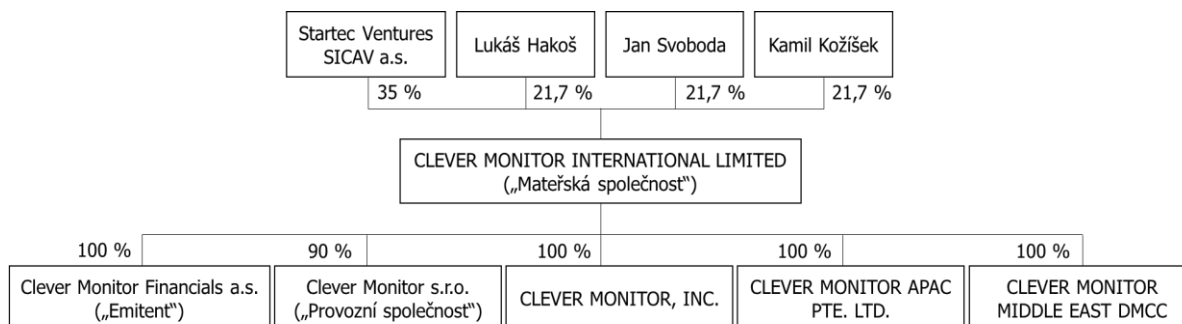 Startec Ventures
SICAV a.s.
Lukáš Hakoš
Jan Svoboda
Kamil Kožíšek
35 %
21,7 %
21,7 %
21,7 %
CLEVER MONITOR INTERNATIONAL LIMITED
(„Mateřská společnost“)
100 %
90 %
100 %
100 %
100 %
Clever Monitor Financials a.s.
(„Emitent“)
Clever Monitor s.r.o.
(„Provozní společnost“)
CLEVER MONITOR, INC.
CLEVER MONITOR APAC
PTE. LTD.
CLEVER MONITOR
MIDDLE EAST DMCC